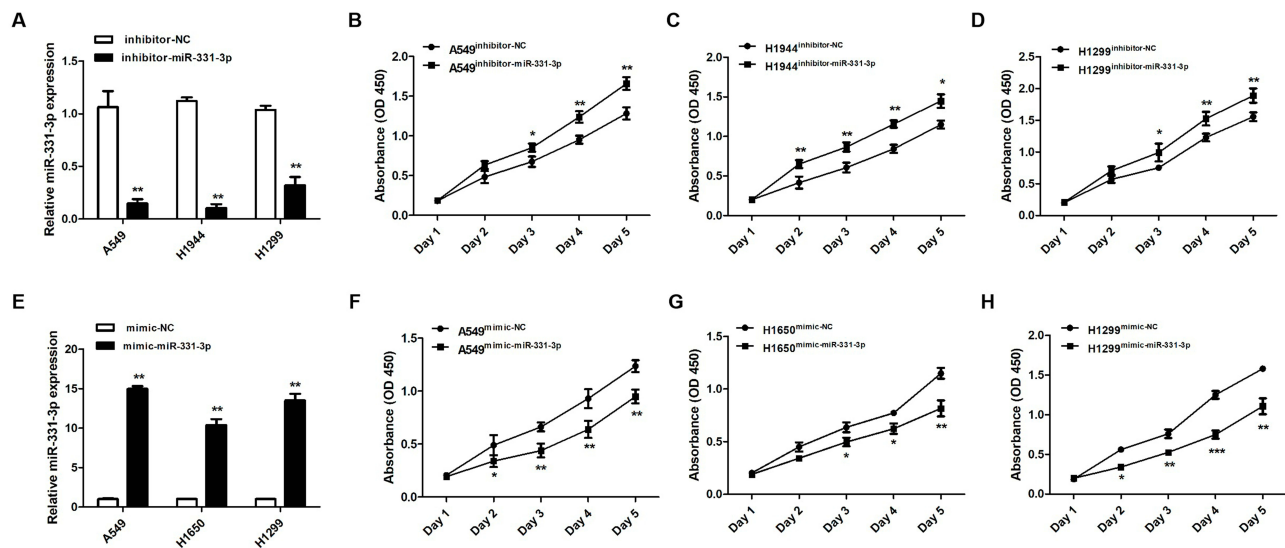 A
inhibitor-NC
inhibitor-miR-331-3p
Relative miR-331-3p expression
1.5
1.0
0.5
0.0
** ** **
A549 H1944 H1299
B
A549inhibitor-NC
A549inhibitor-miR-331-3p
Absorbance (OD 450)
2.0
1.5
1.0
0.5
0.0
* ** **
Day 1 Day 2 Day 3 Day 4 Day 5
C
H1944inhibitor-NC
H1944inhibitor-miR-331-3p
Absorbance (OD 450)
2.0
1.5
1.0
0.5
0.0
** ** ** *
Day 1 Day 2 Day 3 Day 4 Day 5
D
H1299inhibitor-NC
H1299inhibitor-miR-331-3p
Absorbance (OD 450)
2.5
2.0
1.5
1.0
0.5
0.0
* ** **
Day 1 Day 2 Day 3 Day 4 Day 5
E
mimic-NC
mimic-miR-331-3p
Relative miR-331-3p expression
20
15
10
5
0
** ** **
A549 H1650 H1299
F
A549mimic-NC
A549mimic-miR-331-3p
Absorbance (OD 450)
1.5
1.0
0.5
0.0
* ** ** **
Day 1 Day 2 Day 3 Day 4 Day 5
G
H1650mimic-NC
H1650mimic-miR-331-3p
Absorbance (OD 450)
1.5
1.0
0.5
0.0
* * **
Day 1 Day 2 Day 3 Day 4 Day 5
H
H1299mimic-NC
H1299mimic-miR-331-3p
Absorbance (OD 450)
2.0
1.5
1.0
0.5
0.0
* ** *** **
Day 1 Day 2 Day 3 Day 4 Day 5